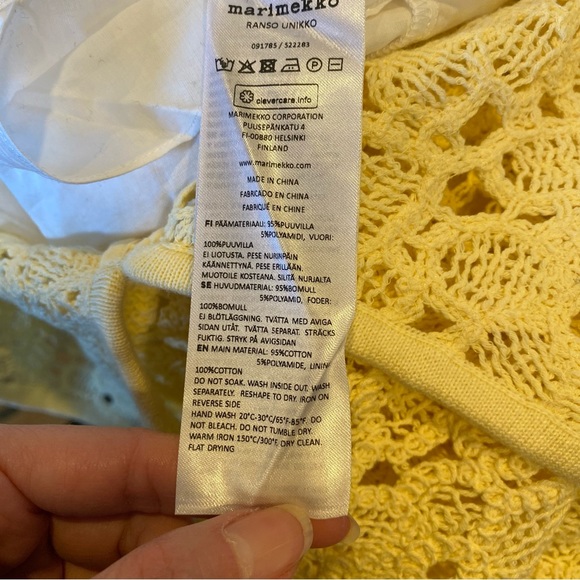 marimekko
RANSO UNIKKO
091785 / 522283
P
clevercare.info
MARIMEKKO CORPORATION
PUUSEPÄNKATU 4
FI-00880 HELSINKI
FINLAND
www.marimekko.com
MADE IN CHINA
FABRICADO EN CHINA
FABRIQUÉ EN CHINE
FI PÄÄMATERIAALI: 95%PUUVILLA
5%POLYAMIDI, VUORI:
100%PUUVILLA
EI LIOTUSTA. PESE NURINPÄIN
KÄÄNNETTYNÄ. PESE ERILLÄÄN.
MUOTOILE KOSTEANA. SILITÄ NURJALTA
SE HUVUDMATERIAL: 95%BOMULL
5%POLYAMID, FODER:
100%BOMULL
EJ BLÖTLÄGGNING. TVÄTTA MED AVIGA
SIDAN UTÅT. TVÄTTA SEPARAT. STRÄCKS
FUKTIG. STRYK PÅ AVIGSIDAN
EN MAIN MATERIAL: 95%COTTON
5%POLYAMIDE, LININ
100%COTTON
DO NOT SOAK. WASH INSIDE OUT. WASH
SEPARATELY. RESHAPE TO DRY. IRON ON
REVERSE SIDE
HAND WASH 20°C-30°C/65°F-85°F. DO
NOT BLEACH. DO NOT TUMBLE DRY.
WARM IRON 150°C/300°F. DRY CLEAN.
FLAT DRYING